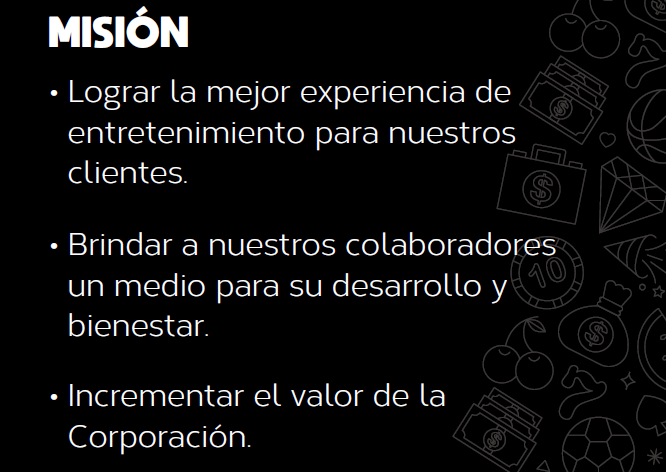 MISIÓN
• Lograr la mejor experiencia de
entretenimiento para nuestros
clientes.
• Brindar a nuestros colaboradores
un medio para su desarrollo y
bienestar.
• Incrementar el valor de la
Corporación.
10